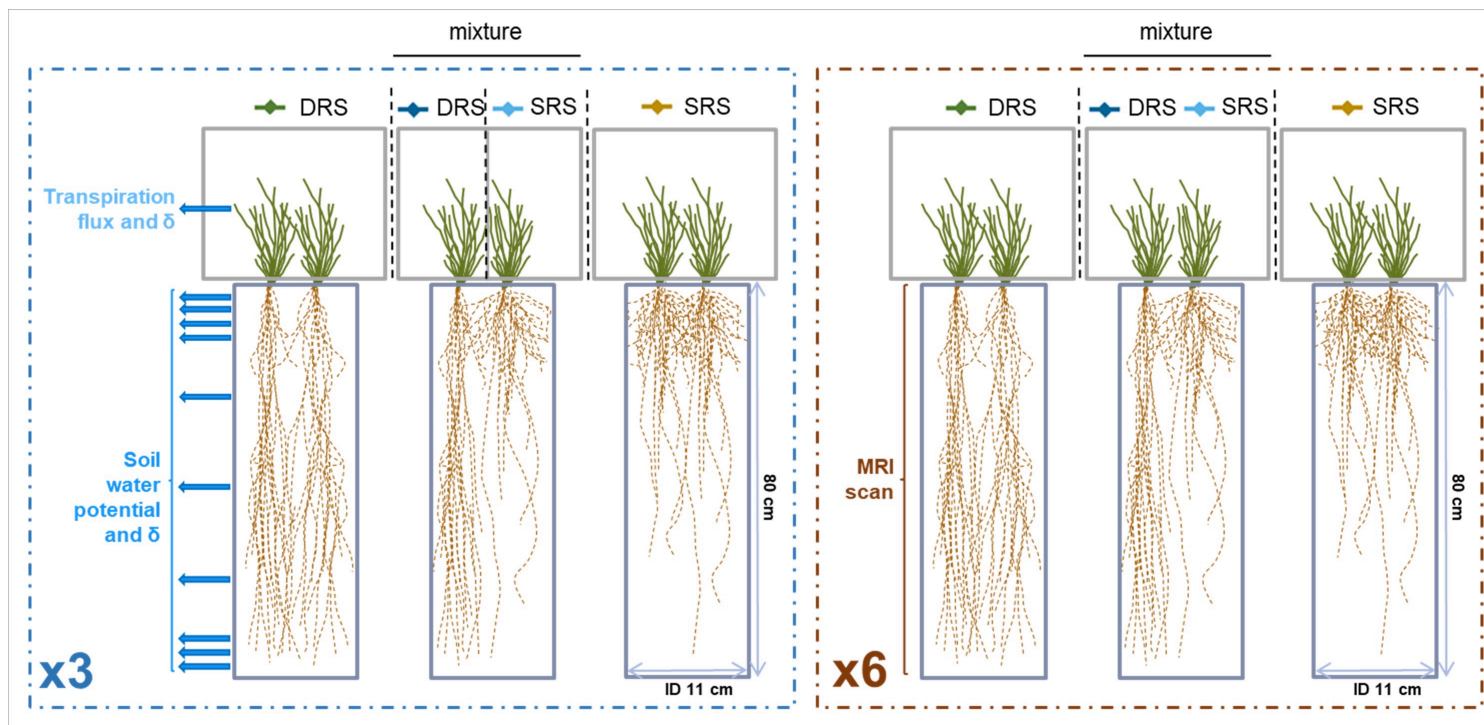 mixture
DRS
DRS
SRS
SRS
Transpiration
flux and δ
Soil
water
potential
and δ
80 cm
x3
ID 11 cm
mixture
DRS
DRS
SRS
SRS
MRI
scan
80 cm
x6
ID 11 cm